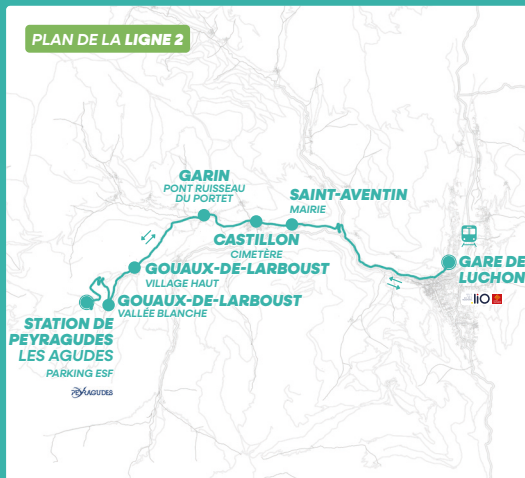 PLAN DE LA LIGNE 2
GARIN
PONT RUISSEAU
DU PORTET
SAINT-AVENTIN
MAIRIE
CASTILLON
CIMETÈRE
GARE DE
LUCHON
liO
GOUAUX-DE-LARBOUST
VILLAGE HAUT
GOUAUX-DE-LARBOUST
VALLÉE BLANCHE
STATION DE
PEYRAGUDES
LES AGUDES
PARKING ESF
PEYRAGUDES